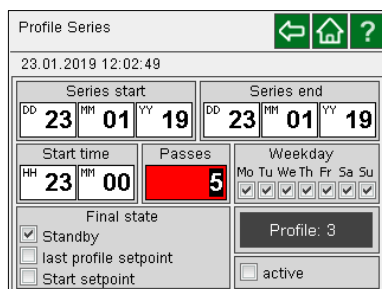 Profile Series
?
23.01.2019 12:02:49
Series start Series end
DD 23 MM 01 YY 19 DD 23 MM 01 YY 19
Start time Passes Weekday
HH 23 MM 00 5 Mo Tu We Th Fr Sa Su
Final state
Standby
last profile setpoint
Start setpoint
Profile: 3
active